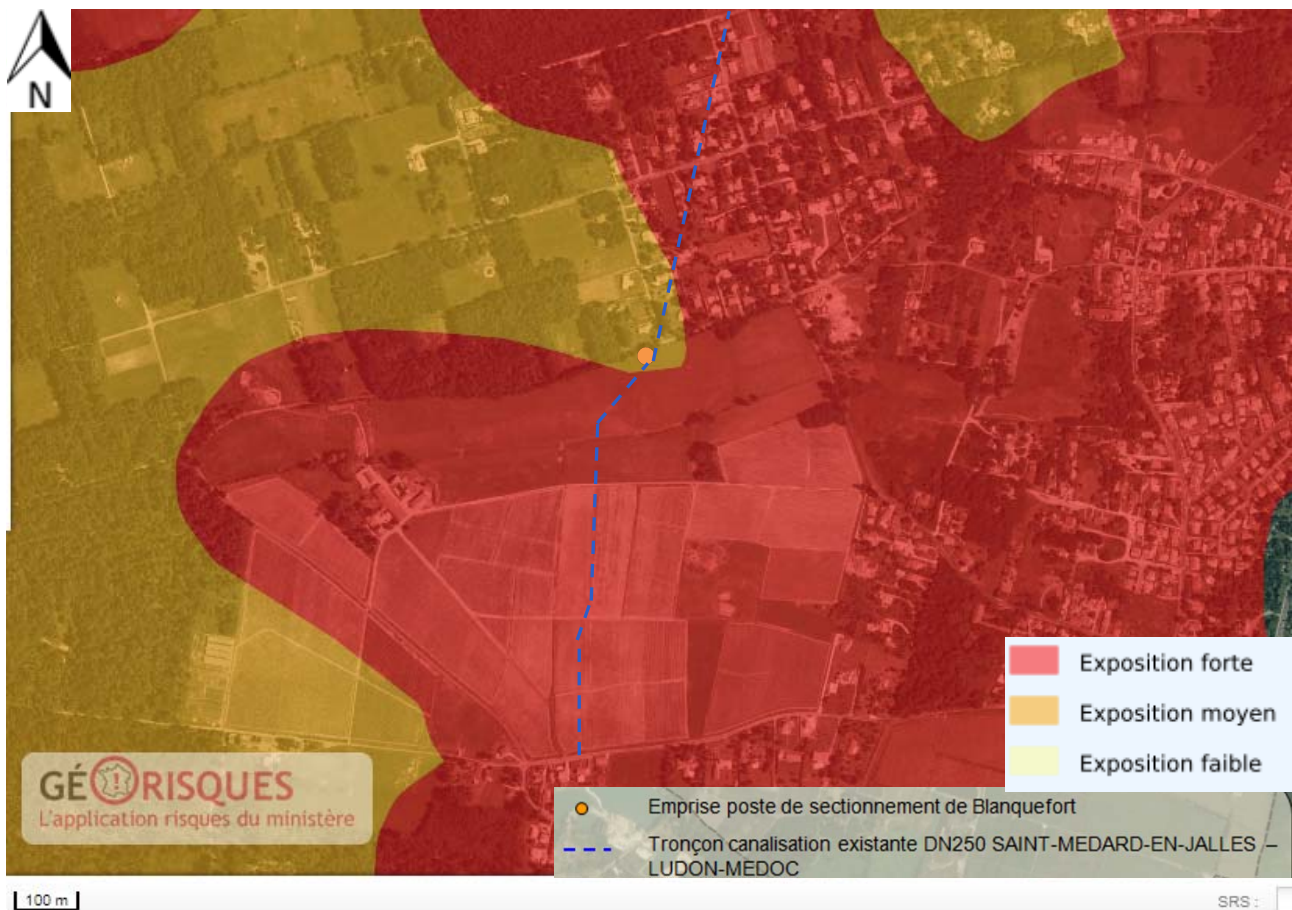 N
Exposition forte
Exposition moyen
Exposition faible
GÉORISQUES
L'application risques du ministère
Emprise poste de sectionnement de Blanquefort
Tronçon canalisation existante DN250 SAINT-MEDARD-EN-JALLES –
LUDON-MEDOC
100 m
SRS :